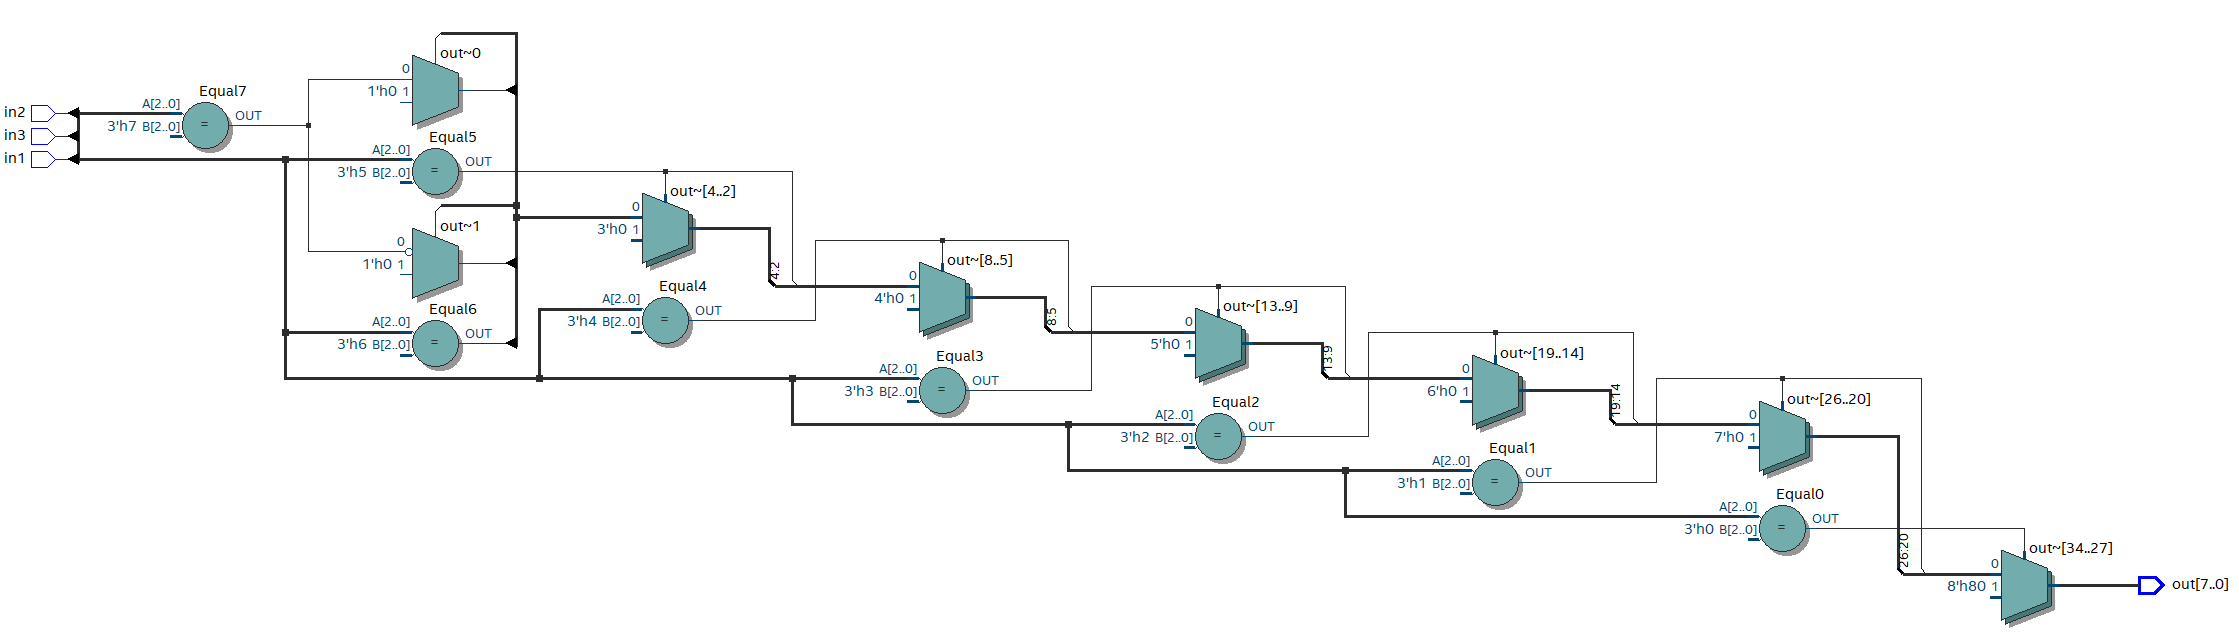 in2
in3
in1
Equal7
A[2..0]
3'h7 B[2..0]
=
OUT
out~0
0
1'h0 1
Equal5
A[2..0]
3'h5 B[2..0]
=
OUT
out~1
0
1'h0 1
Equal6
A[2..0]
3'h6 B[2..0]
=
OUT
out~[4..2]
0
3'h0 1
4:2
Equal4
A[2..0]
3'h4 B[2..0]
=
OUT
out~[8..5]
0
4'h0 1
8:5
Equal3
A[2..0]
3'h3 B[2..0]
=
OUT
out~[13..9]
0
5'h0 1
13:9
Equal2
A[2..0]
3'h2 B[2..0]
=
OUT
out~[19..14]
0
6'h0 1
19:14
Equal1
A[2..0]
3'h1 B[2..0]
=
OUT
out~[26..20]
0
7'h0 1
26:20
Equal0
A[2..0]
3'h0 B[2..0]
=
OUT
out~[34..27]
0
8'h80 1
out[7..0]